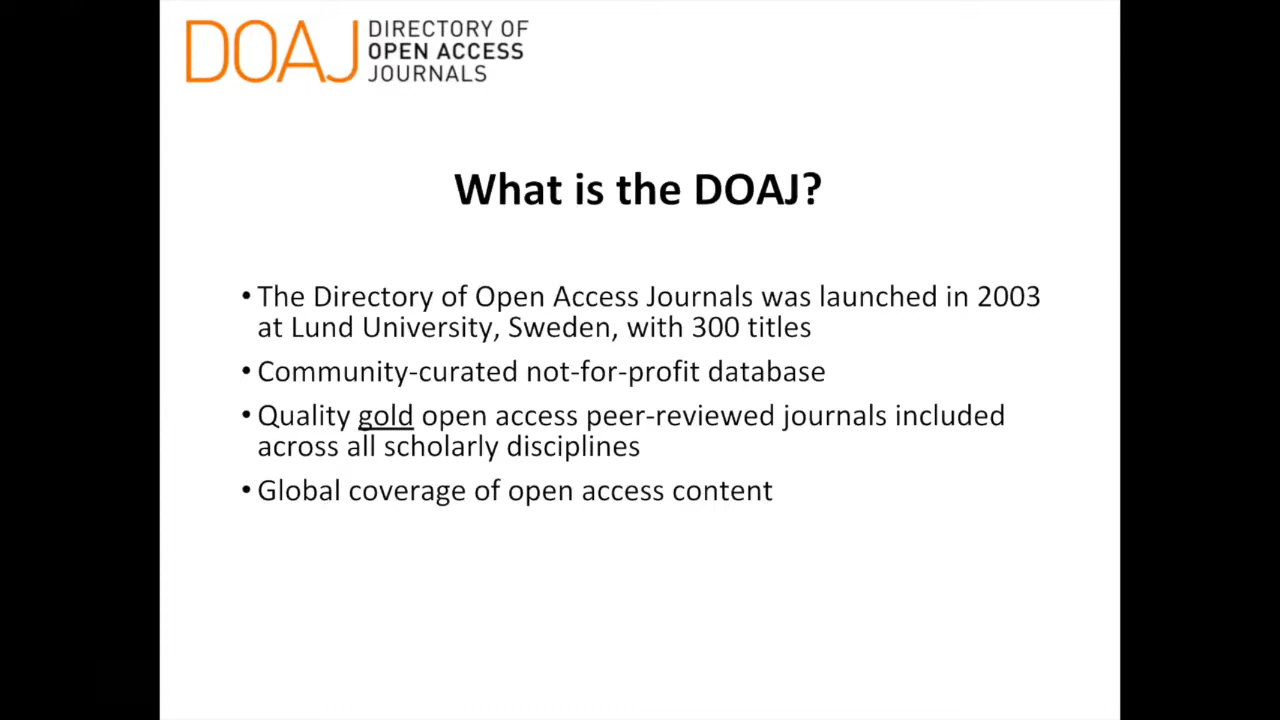 DOAJ DIRECTORY OF
OPEN ACCESS
JOURNALS
What is the DOAJ?
• The Directory of Open Access Journals was launched in 2003
at Lund University, Sweden, with 300 titles
• Community-curated not-for-profit database
• Quality gold open access peer-reviewed journals included
across all scholarly disciplines
• Global coverage of open access content